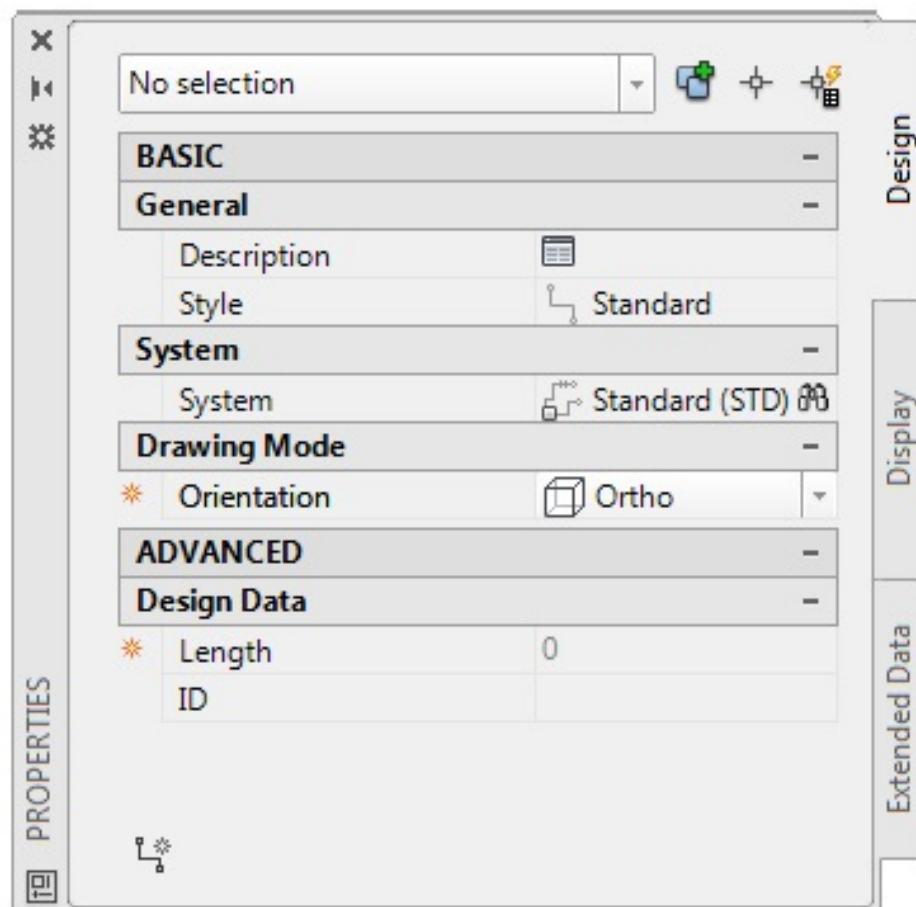 No selection
BASIC
General
Description
Style Standard
System
System Standard (STD)
Drawing Mode
Orientation Ortho
ADVANCED
Design Data
Length 0
ID
Design
Display
Extended Data
PROPERTIES